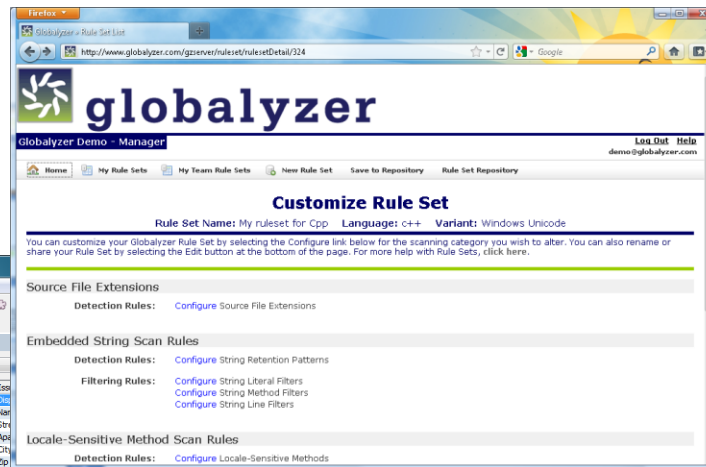 Firefox
Globalyzer » Rule Set List
http://www.globalyzer.com/gzserver/ruleset/rulesetDetail/324
Google
globalyzer
Globalyzer Demo - Manager
Log Out Help
demo@globalyzer.com
Home My Rule Sets My Team Rule Sets New Rule Set Save to Repository Rule Set Repository
Customize Rule Set
Rule Set Name: My ruleset for Cpp Language: c++ Variant: Windows Unicode
You can customize your Globalyzer Rule Set by selecting the Configure link below for the scanning category you wish to alter. You can also rename or
share your Rule Set by selecting the Edit button at the bottom of the page. For more help with Rule Sets, click here.
Source File Extensions
Detection Rules: Configure Source File Extensions
Embedded String Scan Rules
Detection Rules: Configure String Retention Patterns
Filtering Rules: Configure String Literal Filters
Configure String Method Filters
Configure String Line Filters
Locale-Sensitive Method Scan Rules
Detection Rules: Configure Locale-Sensitive Methods
City
Zip